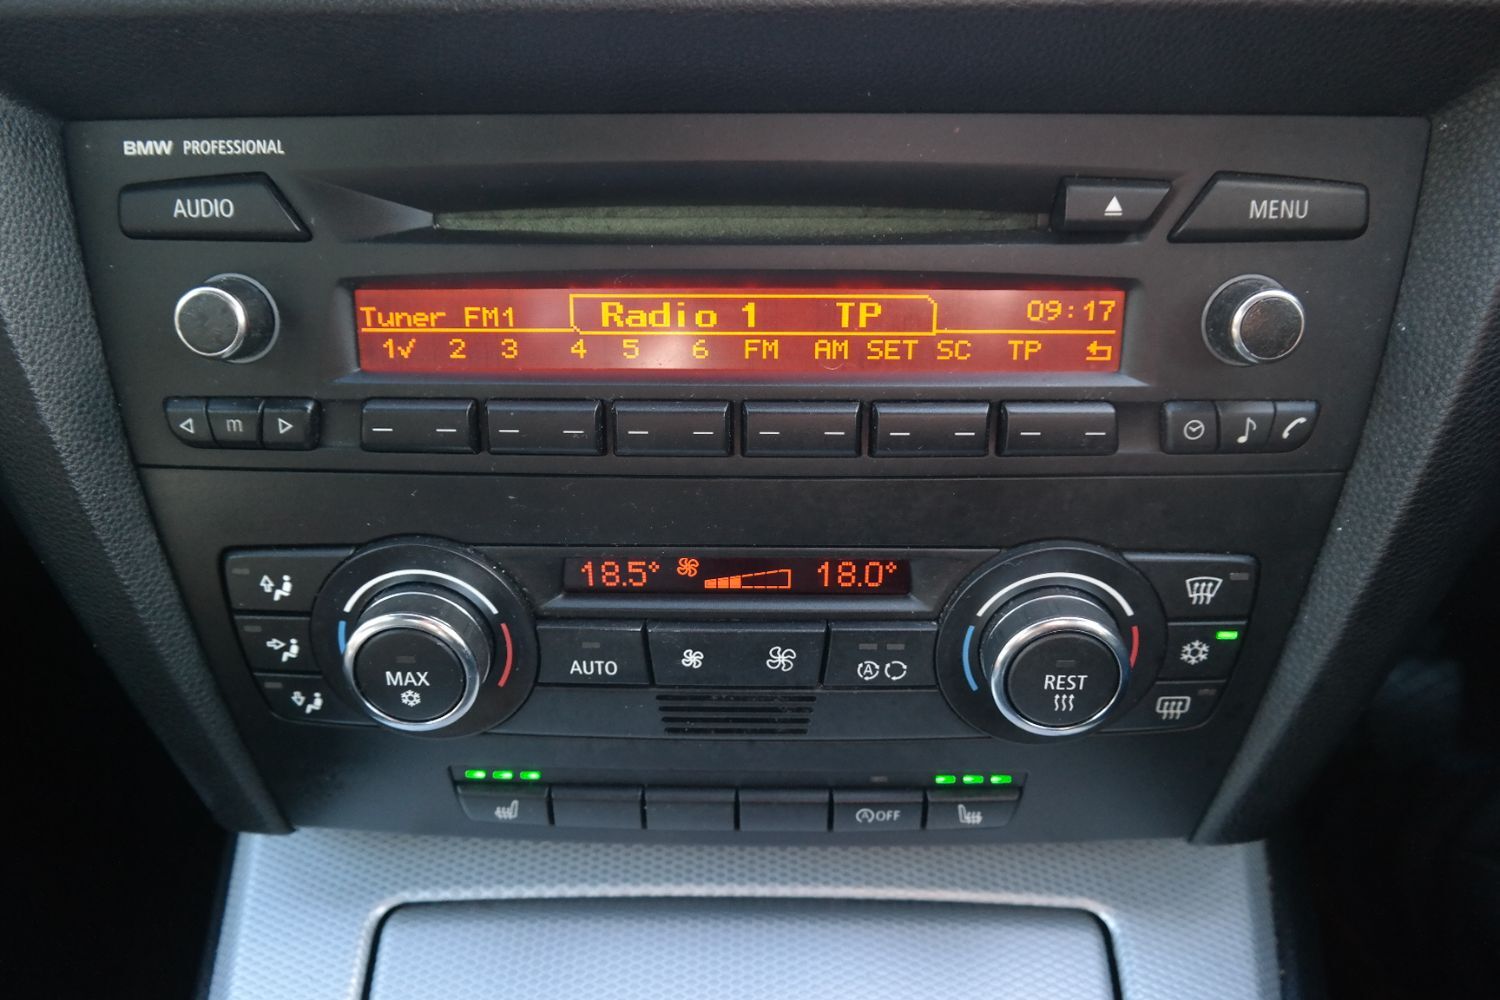 BMW PROFESSIONAL
AUDIO
MENU
Tuner FM1 Radio 1 TP 09:17
1✓ 2 3 4 5 6 FM AM SET SC TP
m
18.5° 18.0°
AUTO
A
MAX
REST
A OFF